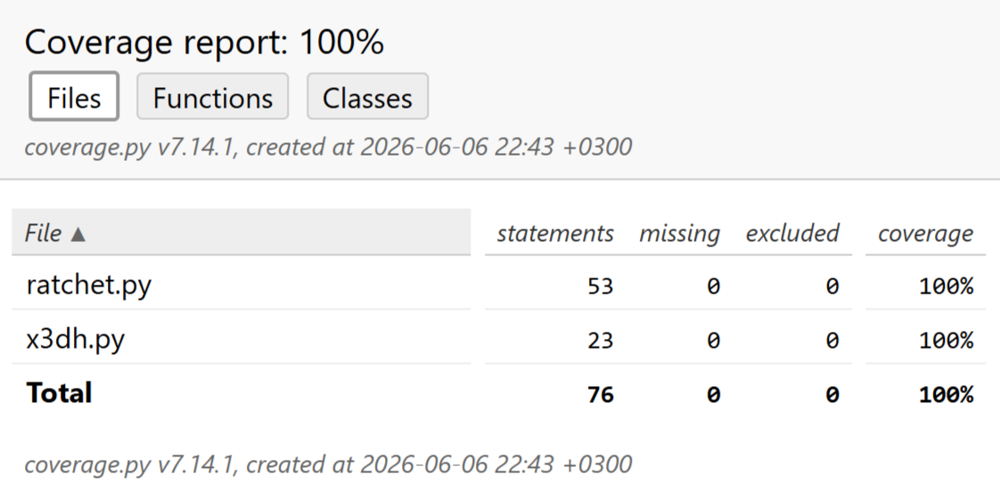 Coverage report: 100%
Files Functions Classes
coverage.py v7.14.1, created at 2026-06-06 22:43 +0300
File ▲ statements missing excluded coverage
ratchet.py 53 0 0 100%
x3dh.py 23 0 0 100%
Total 76 0 0 100%
coverage.py v7.14.1, created at 2026-06-06 22:43 +0300